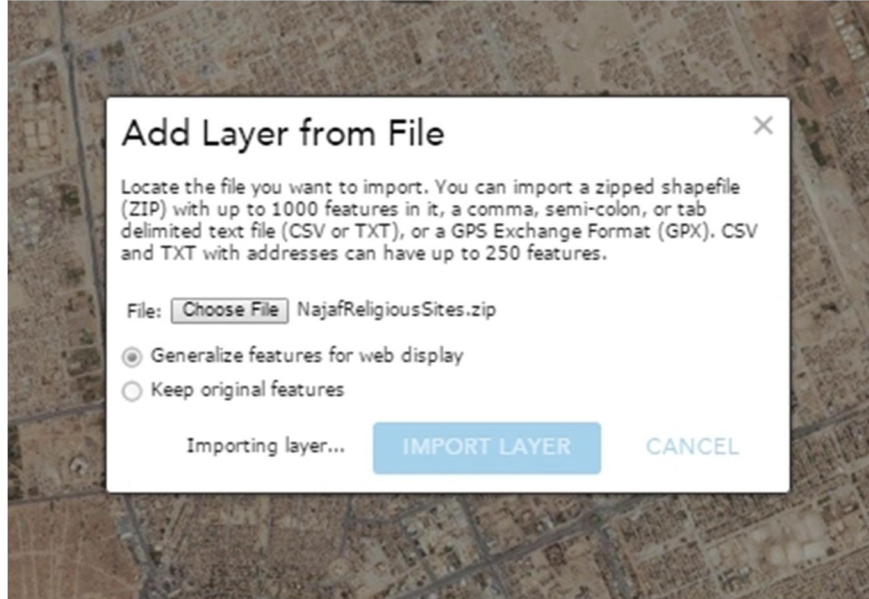 Add Layer from File
Locate the file you want to import. You can import a zipped shapefile
(ZIP) with up to 1000 features in it, a comma, semi-colon, or tab
delimited text file (CSV or TXT), or a GPS Exchange Format (GPX). CSV
and TXT with addresses can have up to 250 features.
File: Choose File NajafReligiousSites.zip
Generalize features for web display
Keep original features
Importing layer... IMPORT LAYER CANCEL